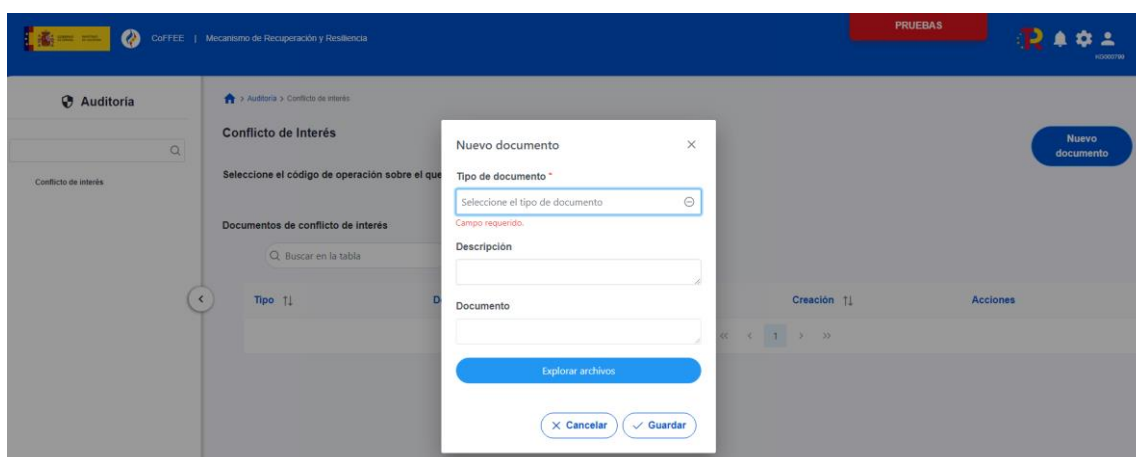 CoFFEE | Mecanismo de Recuperación y Resiliencia
PRUEBAS
Auditoría
> Auditoría > Conflicto de interés
Conflicto de Interés
Nuevo documento
Conflicto de interés
Seleccione el código de operación sobre el que
Documentos de conflicto de interés
Buscar en la tabla
Tipo
D
Creación
Acciones
<< < 1 > >>
Nuevo documento
Tipo de documento *
Seleccione el tipo de documento
Campo requerido.
Descripción
Documento
Explorar archivos
Cancelar
Guardar